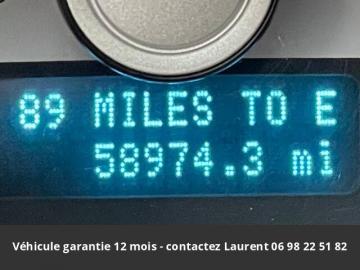 89 MILES TO E
58974.3 mi
Véhicule garantie 12 mois - contactez Laurent 06 98 22 51 82